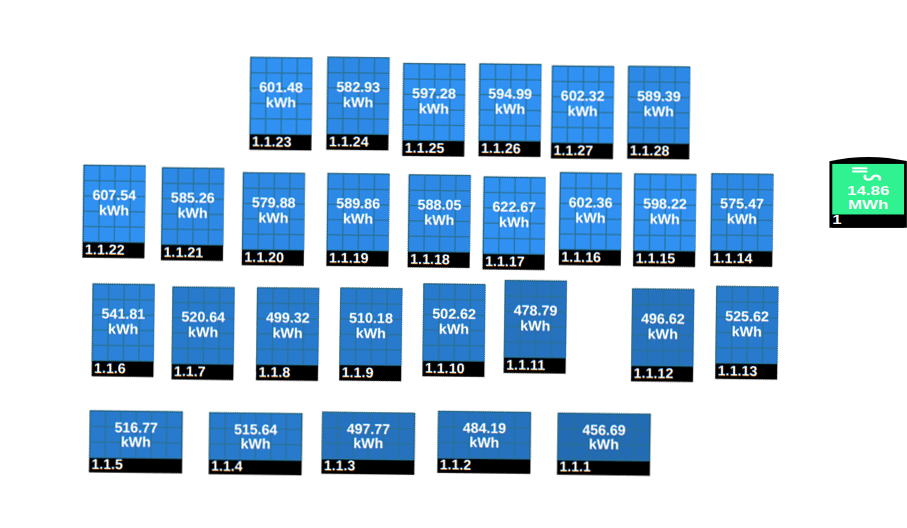 601.48
kWh
1.1.23
582.93
kWh
1.1.24
597.28
kWh
1.1.25
594.99
kWh
1.1.26
602.32
kWh
1.1.27
589.39
kWh
1.1.28
607.54
kWh
1.1.22
585.26
kWh
1.1.21
579.88
kWh
1.1.20
589.86
kWh
1.1.19
588.05
kWh
1.1.18
622.67
kWh
1.1.17
602.36
kWh
1.1.16
598.22
kWh
1.1.15
575.47
kWh
1.1.14
14.86
MWh
1
541.81
kWh
1.1.6
520.64
kWh
1.1.7
499.32
kWh
1.1.8
510.18
kWh
1.1.9
502.62
kWh
1.1.10
478.79
kWh
1.1.11
496.62
kWh
1.1.12
525.62
kWh
1.1.13
516.77
kWh
1.1.5
515.64
kWh
1.1.4
497.77
kWh
1.1.3
484.19
kWh
1.1.2
456.69
kWh
1.1.1